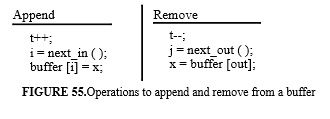 Append
t++;
i = next_in ( );
buffer [i] = x;
Remove
t--;
j = next_out ( );
x = buffer [out];
FIGURE 55.Operations to append and remove from a buffer